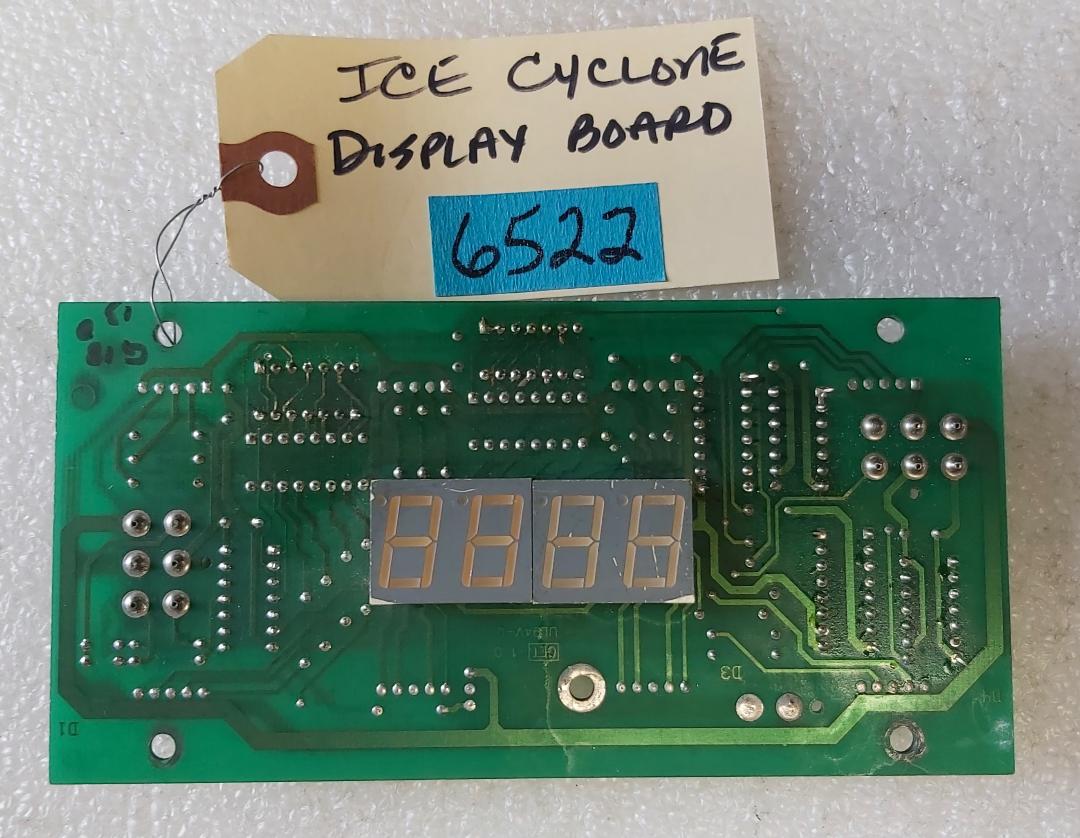 ICE CYCLONE
DISPLAY BOARD
6522
D3
D1